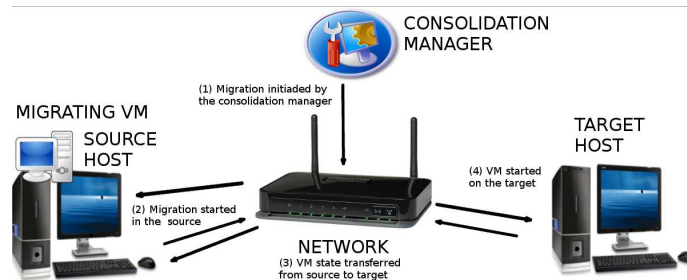 CONSOLIDATION
MANAGER
(1) Migration initiaded by
the consolidation manager
MIGRATING VM
SOURCE
HOST
TARGET
HOST
(4) VM started
on the target
(2) Migration started
in the source
NETWORK
(3) VM state transferred
from source to target